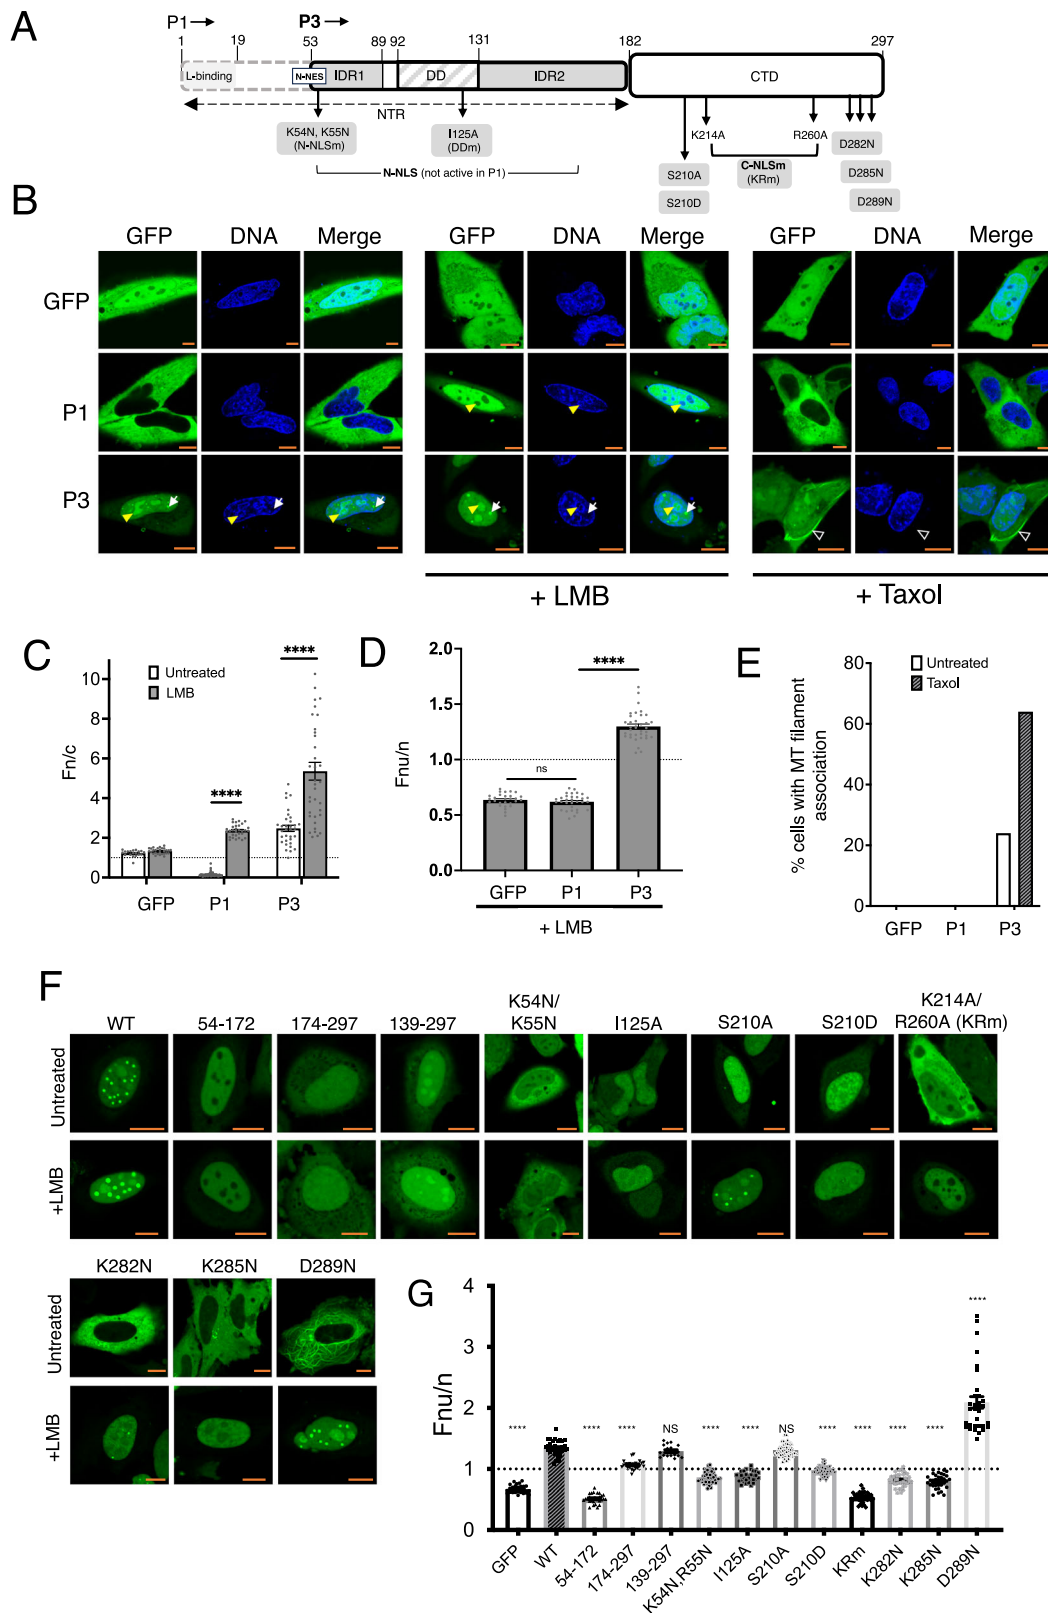 A
P1
P3
1
19
53
89
92
131
182
297
L-binding
N-NES
IDR1
DD
IDR2
CTD
NTR
K54N, K55N
(N-NLSm)
I125A
(DDm)
K214A
R260A
C-NLSm
(KRm)
D282N
D285N
D289N
S210A
S210D
N-NLS (not active in P1)
B
GFP DNA Merge GFP DNA Merge GFP DNA Merge
GFP
P1
P3
+ LMB
+ Taxol
C
Fn/c
10
8
6
4
2
0
Untreated
LMB
****
****
GFP P1 P3
D
Fnu/n
2.0
1.5
1.0
0.5
0.0
****
ns
GFP P1 P3
+ LMB
E
% cells with MT filament
association
80
60
40
20
0
Untreated
Taxol
GFP P1 P3
F
WT 54-172 174-297 139-297 K54N/
K55N I125A S210A S210D K214A/
R260A (KRm)
Untreated
+LMB
K282N K285N D289N
Untreated
+LMB
G
Fnu/n
4
3
2
1
0
**** **** **** NS **** **** NS **** **** **** **** ****
GFP
WT
54-172
174-297
139-297
K54N,R55N
I125A
S210A
S210D
KRm
K282N
K285N
D289N